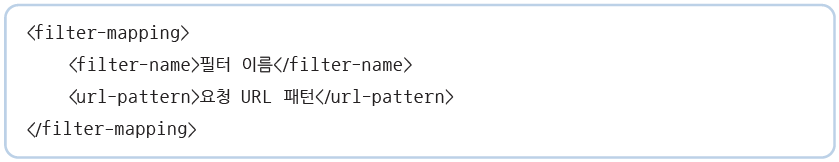 <filter-mapping>
    <filter-name>필터 이름</filter-name>
    <url-pattern>요청 URL 패턴</url-pattern>
</filter-mapping>